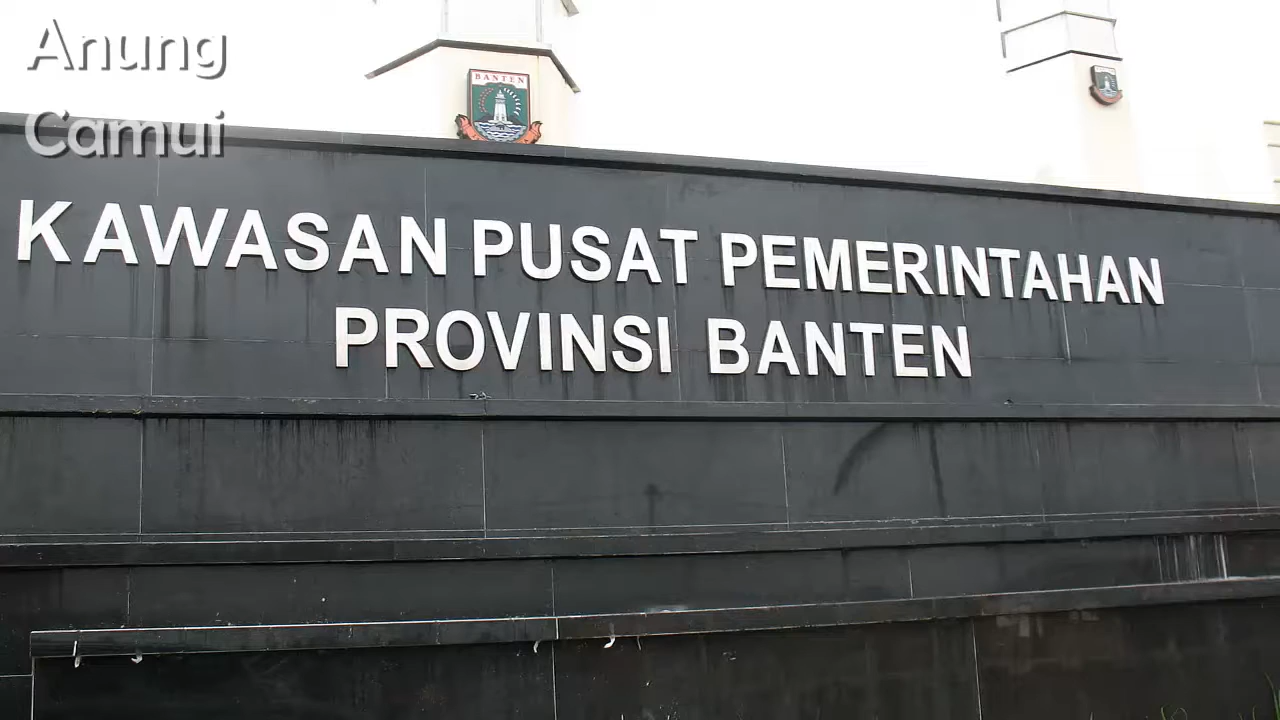 Anung
Camui
BANTEN
KAWASAN PUSAT PEMERINTAHAN
PROVINSI BANTEN